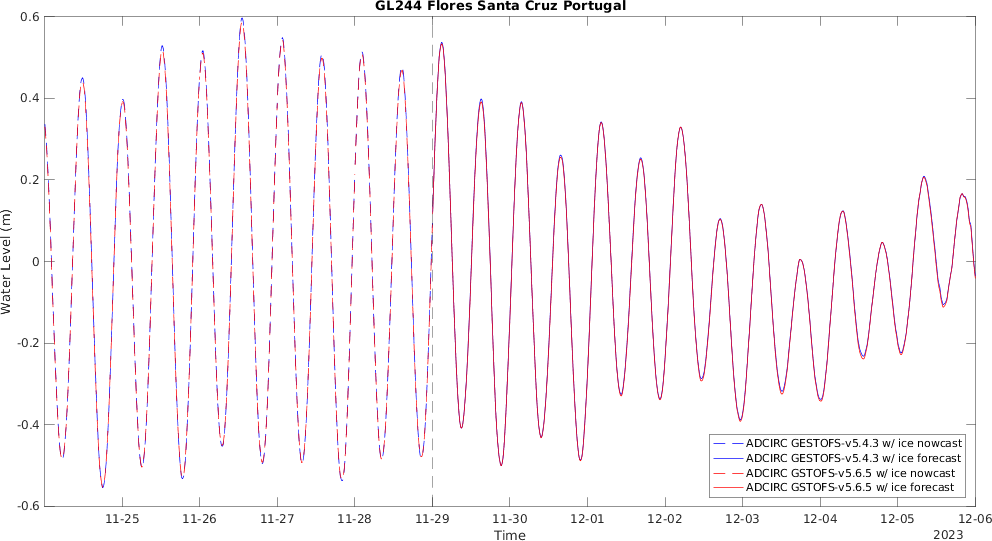 GL244 Flores Santa Cruz Portugal
0.6
0.4
0.2
0
-0.2
-0.4
-0.6
Water Level (m)
ADCIRC GESTOFS-v5.4.3 w/ ice nowcast
ADCIRC GESTOFS-v5.4.3 w/ ice forecast
ADCIRC GSTOFS-v5.6.5 w/ ice nowcast
ADCIRC GSTOFS-v5.6.5 w/ ice forecast
11-25 11-26 11-27 11-28 11-29 11-30 12-01 12-02 12-03 12-04 12-05 12-06
Time
2023